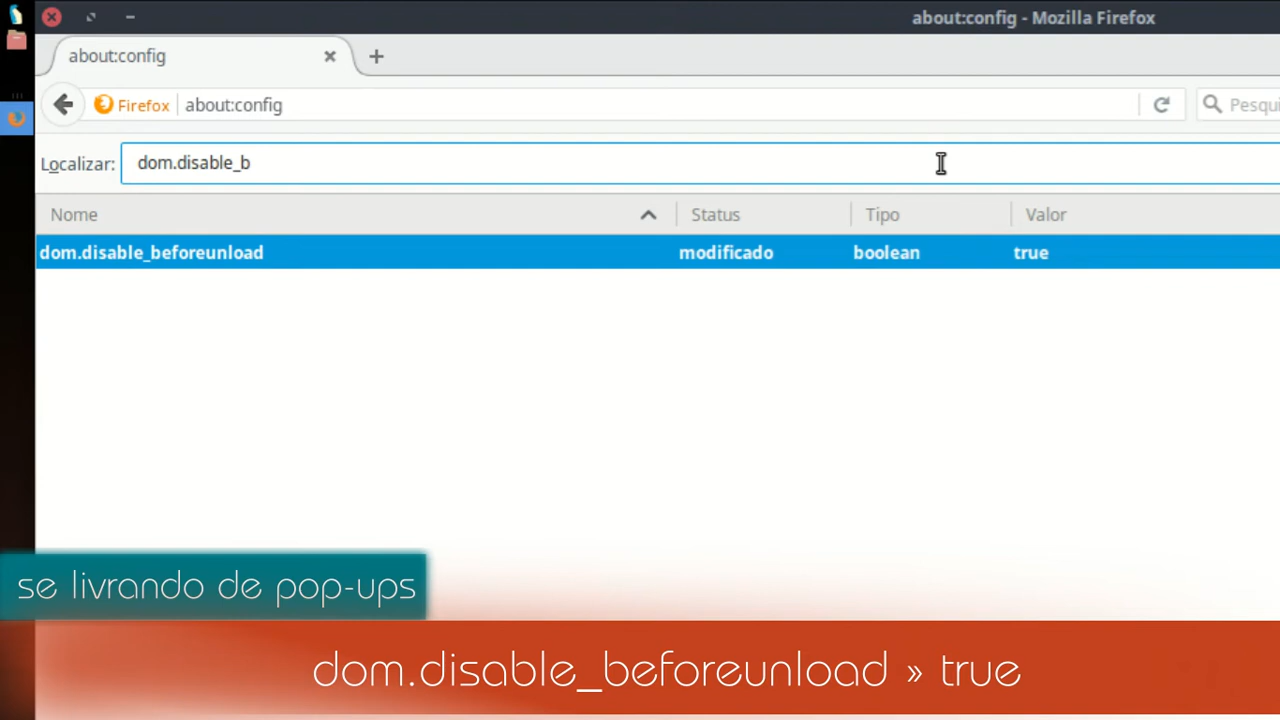 about:config - Mozilla Firefox
about:config
Firefox about:config Pesqui
Localizar: dom.disable_b
Nome Status Tipo Valor
dom.disable_beforeunload modificado boolean true
se livrando de pop-ups
dom.disable_beforeunload » true